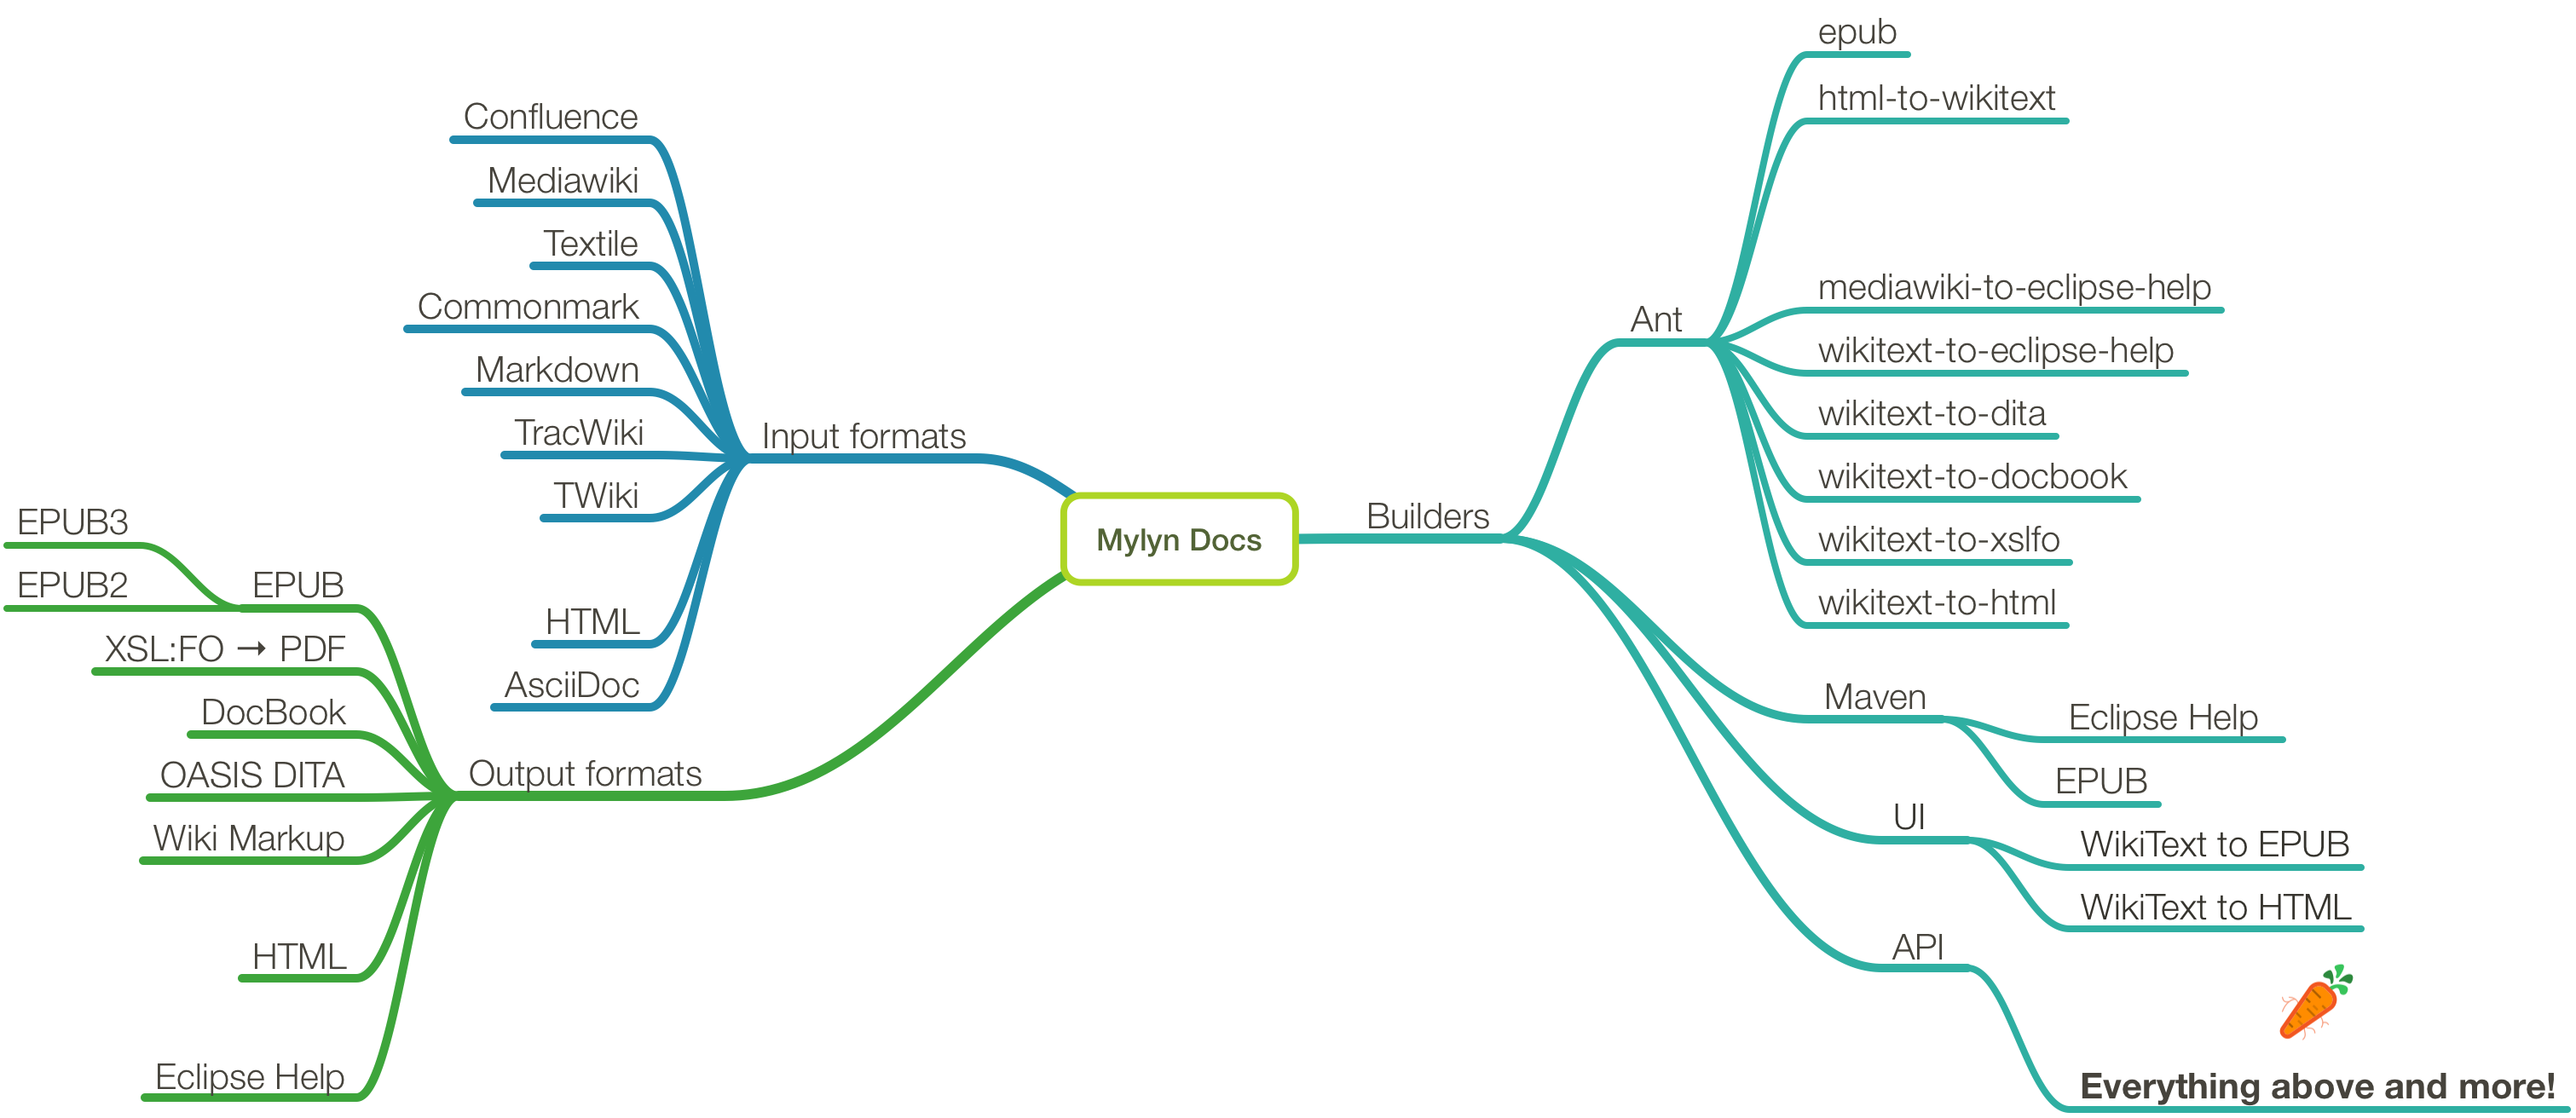 Mylyn Docs
Input formats
Confluence
Mediawiki
Textile
Commonmark
Markdown
TracWiki
TWiki
HTML
AsciiDoc
Output formats
EPUB
EPUB3
EPUB2
XSL:FO → PDF
DocBook
OASIS DITA
Wiki Markup
HTML
Eclipse Help
Builders
Ant
epub
html-to-wikitext
mediawiki-to-eclipse-help
wikitext-to-eclipse-help
wikitext-to-dita
wikitext-to-docbook
wikitext-to-xslfo
wikitext-to-html
Maven
Eclipse Help
EPUB
UI
WikiText to EPUB
WikiText to HTML
API
Everything above and more!